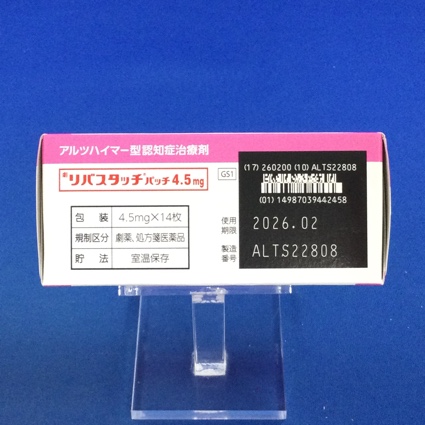 アルツハイマー型認知症治療剤
リバスタッチ®パッチ4.5mg
包装 4.5mg×14枚
規制区分 劇薬、処方箋医薬品
貯法 室温保存
GS1
(17) 260200 (10) ALTS22808
(01) 14987039442458
使用期限 2026.02
製造番号 ALTS22808